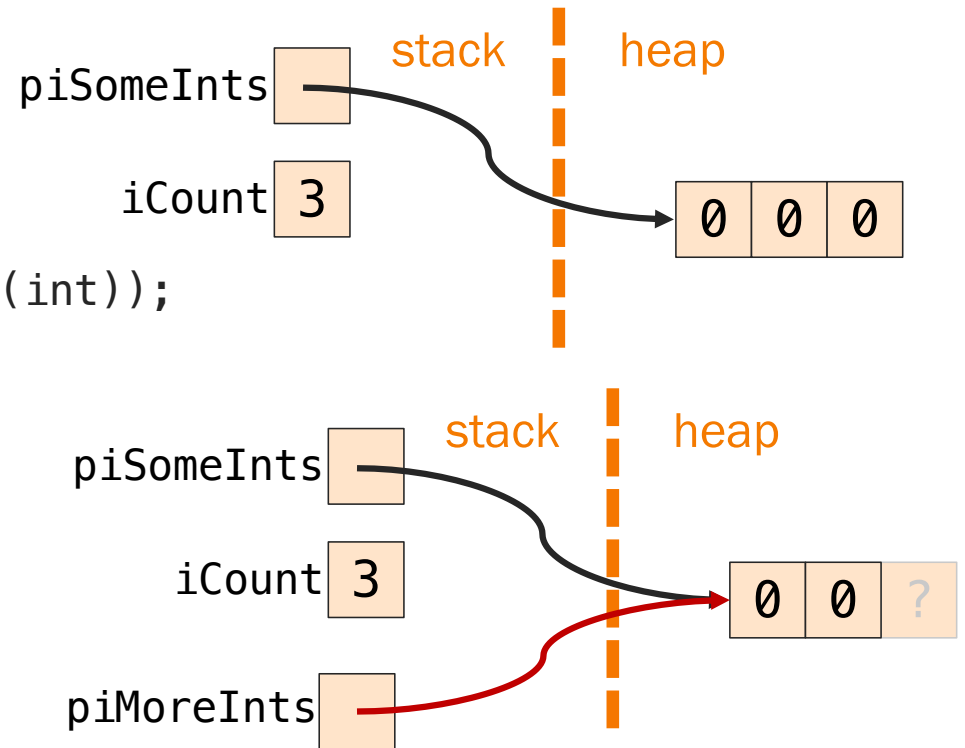 stack heap
piSomeInts
iCount 3
0 0 0
(int));
stack heap
piSomeInts
iCount 3
0 0 ?
piMoreInts